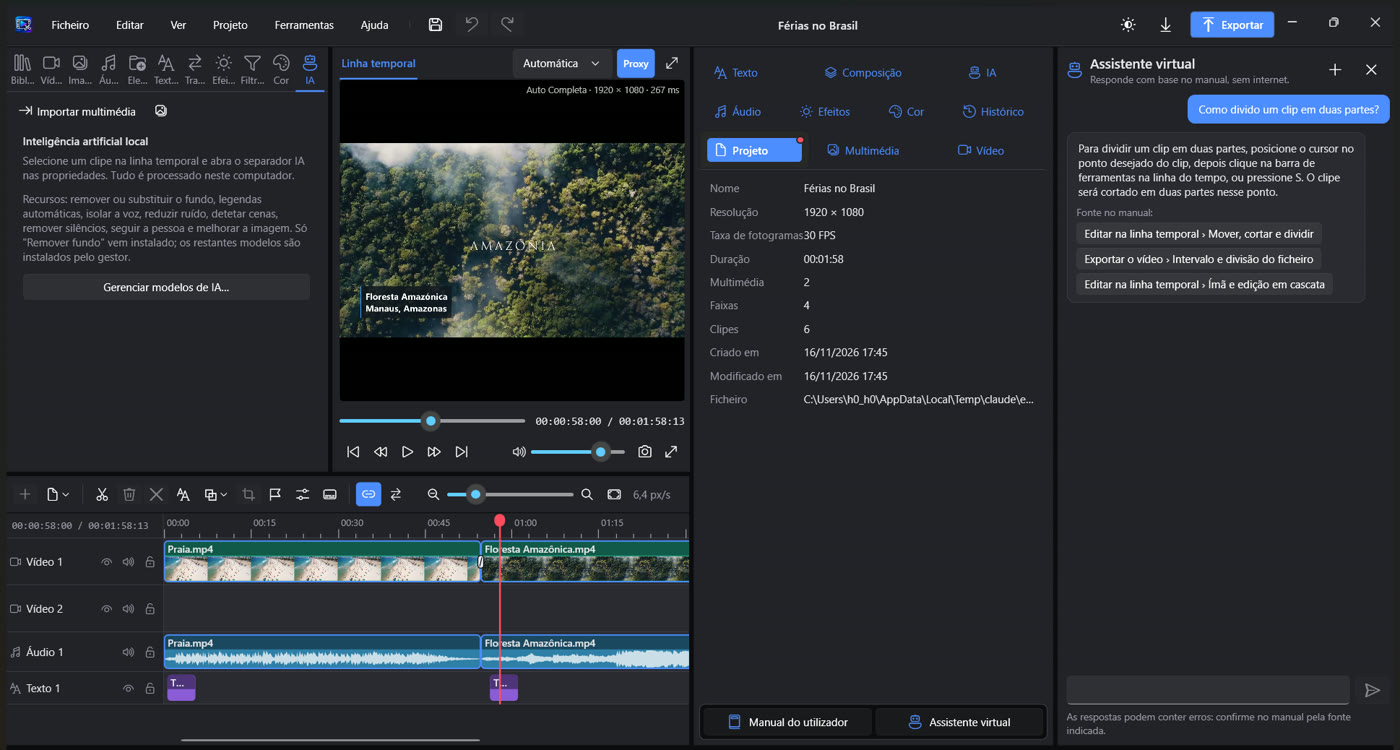 Ficheiro Editar Ver Projeto Ferramentas Ajuda
Férias no Brasil
Exportar
Bibl... Víd... Ima... Áu... Ele... Text... Tra... Efei... Filtr... Cor IA
Importar multimédia
Inteligência artificial local
Selecione um clipe na linha temporal e abra o separador IA
nas propriedades. Tudo é processado neste computador.
Recursos: remover ou substituir o fundo, legendas
automáticas, isolar a voz, reduzir ruído, detetar cenas,
remover silêncios, seguir a pessoa e melhorar a imagem. Só
"Remover fundo" vem instalado; os restantes modelos são
instalados pelo gestor.
Gerenciar modelos de IA...
Linha temporal
Automática
Proxy
Auto Completa · 1920 × 1080 · 267 ms
AMAZÔNIA
Floresta Amazônica
Manaus, Amazonas
00:00:58:00 / 00:01:58:13
Texto Composição IA
Áudio Efeitos Cor Histórico
Projeto Multimédia Vídeo
Nome Férias no Brasil
Resolução 1920 × 1080
Taxa de fotogramas 30 FPS
Duração 00:01:58
Multimédia 2
Faixas 4
Clipes 6
Criado em 16/11/2026 17:45
Modificado em 16/11/2026 17:45
Ficheiro C:\Users\h0_h0\AppData\Local\Temp\claude\e...
Manual do utilizador
Assistente virtual
Assistente virtual
Responde com base no manual, sem internet.
Como divido um clip em duas partes?
Para dividir um clip em duas partes, posicione o cursor no
ponto desejado do clip, depois clique na barra de
ferramentas na linha do tempo, ou pressione S. O clipe
será cortado em duas partes nesse ponto.
Fonte no manual:
Editar na linha temporal › Mover, cortar e dividir
Exportar o vídeo › Intervalo e divisão do ficheiro
Editar na linha temporal › Ímã e edição em cascata
As respostas podem conter erros: confirme no manual pela fonte
indicada.
6,4 px/s
00:00:58:00 / 00:01:58:13
00:00 00:15 00:30 00:45 01:00 01:15
Vídeo 1
Praia.mp4 Floresta Amazônica.mp4
Vídeo 2
Áudio 1
Praia.mp4 Floresta Amazônica.mp4
Texto 1
T... T...